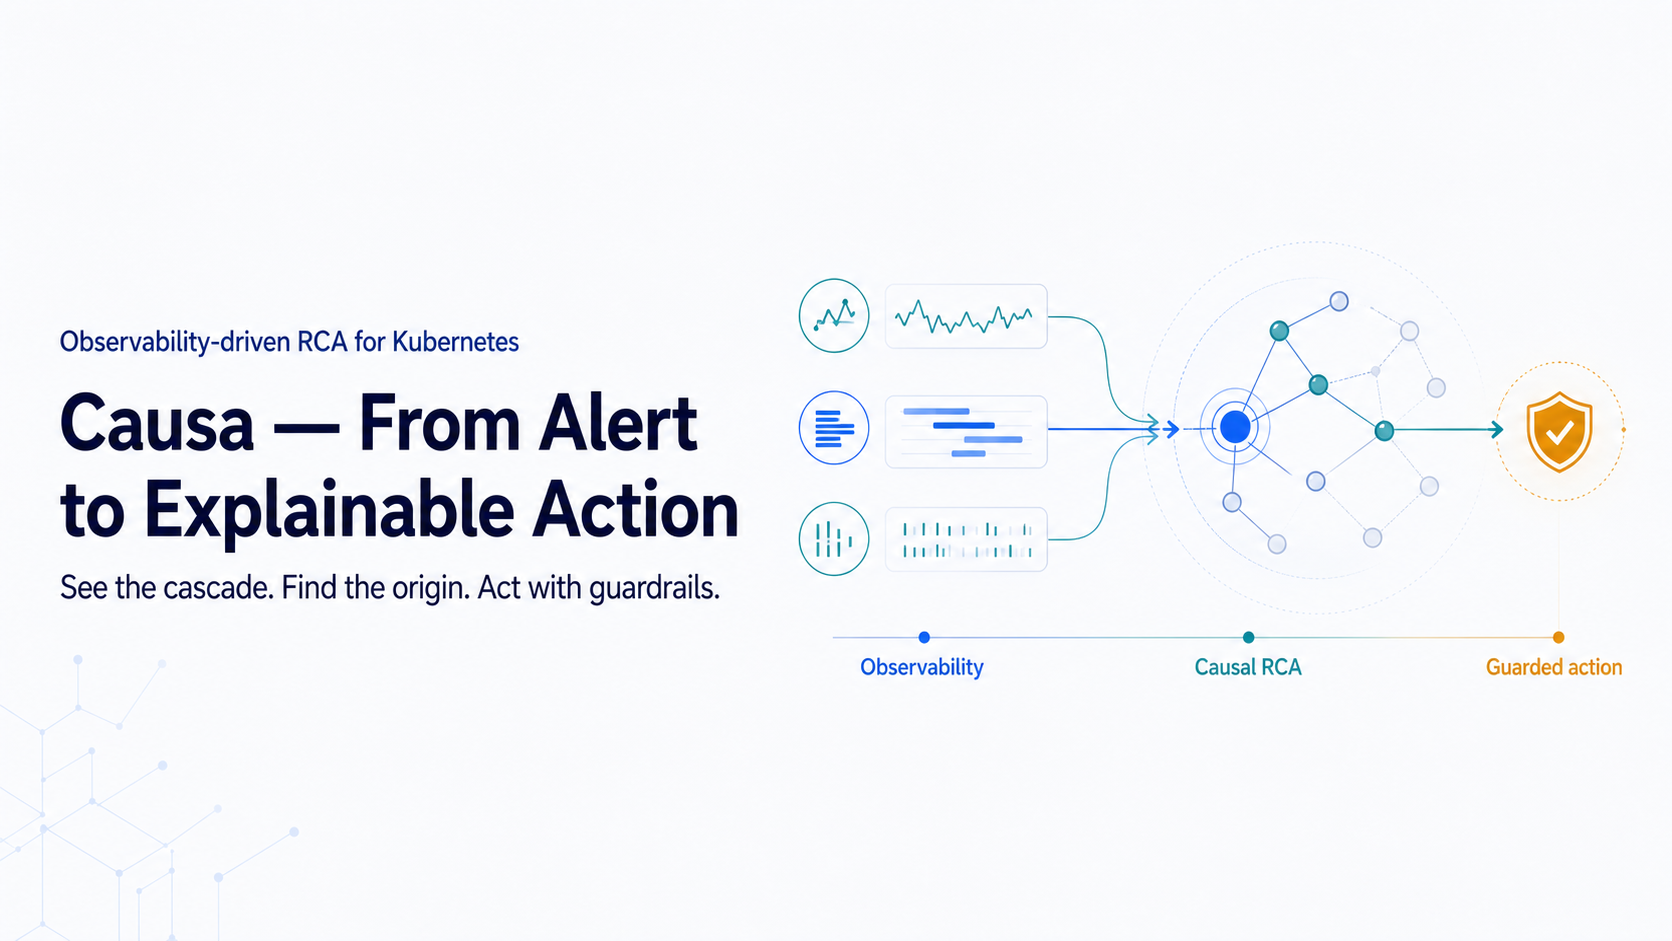 Observability-driven RCA for Kubernetes
Causa — From Alert
to Explainable Action
See the cascade. Find the origin. Act with guardrails.
Observability
Causal RCA
Guarded action